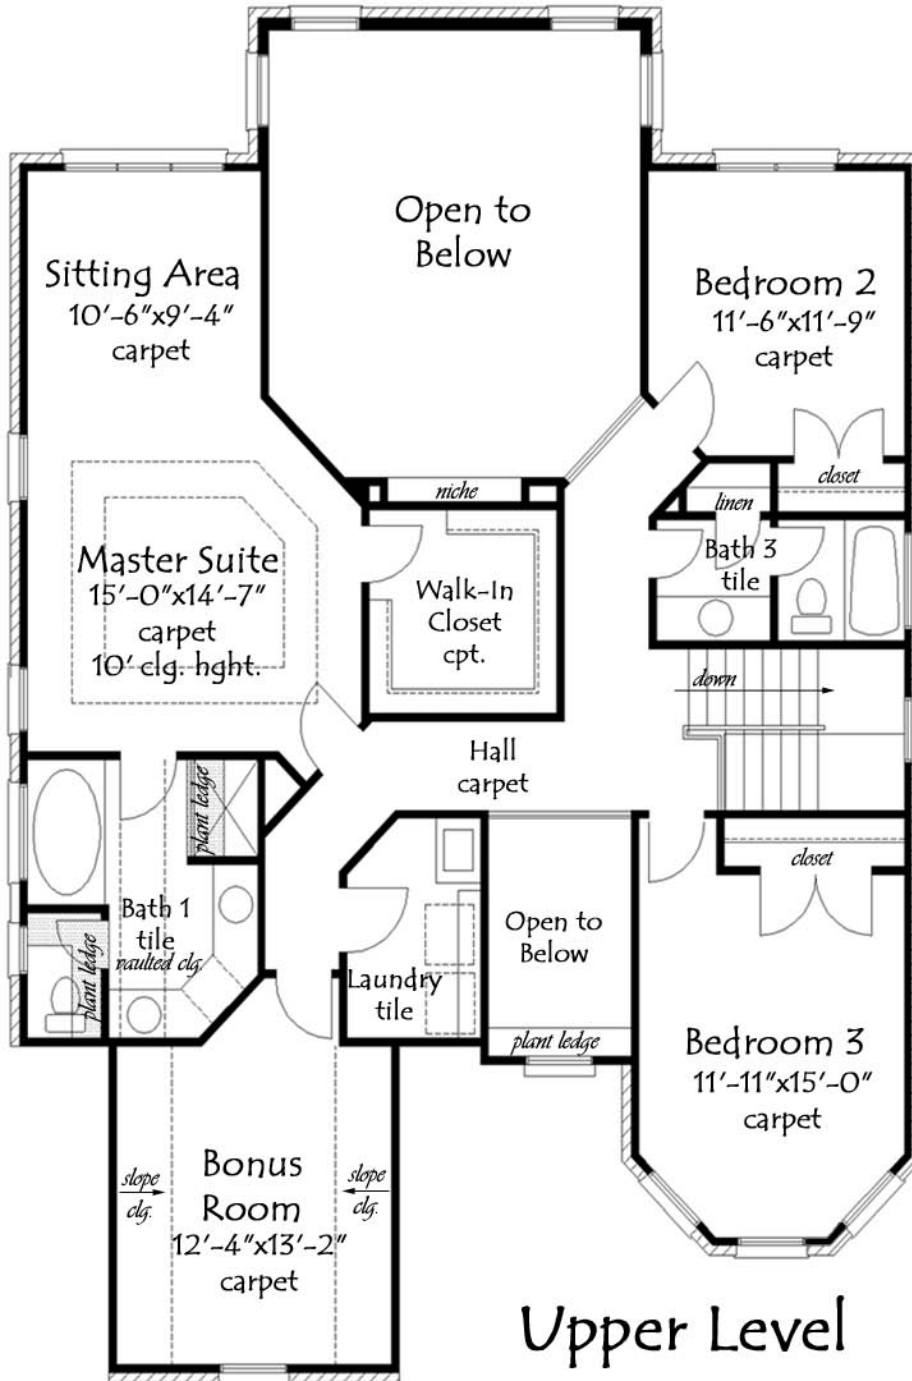 Open to
Below
Sitting Area
10'-6"x9'-4"
carpet
Bedroom 2
11'-6"x11'-9"
carpet
closet
niche
linen
Master Suite
15'-0"x14'-7"
carpet
10' clg. hght.
Walk-In
Closet
cpt.
Bath 3
tile
down
Hall
carpet
plant ledge
closet
Bath 1
tile
vaulted clg.
plant ledge
Laundry
tile
Open to
Below
plant ledge
Bedroom 3
11'-11"x15'-0"
carpet
slope
clg.
Bonus
Room
12'-4"x13'-2"
carpet
slope
clg.
Upper Level